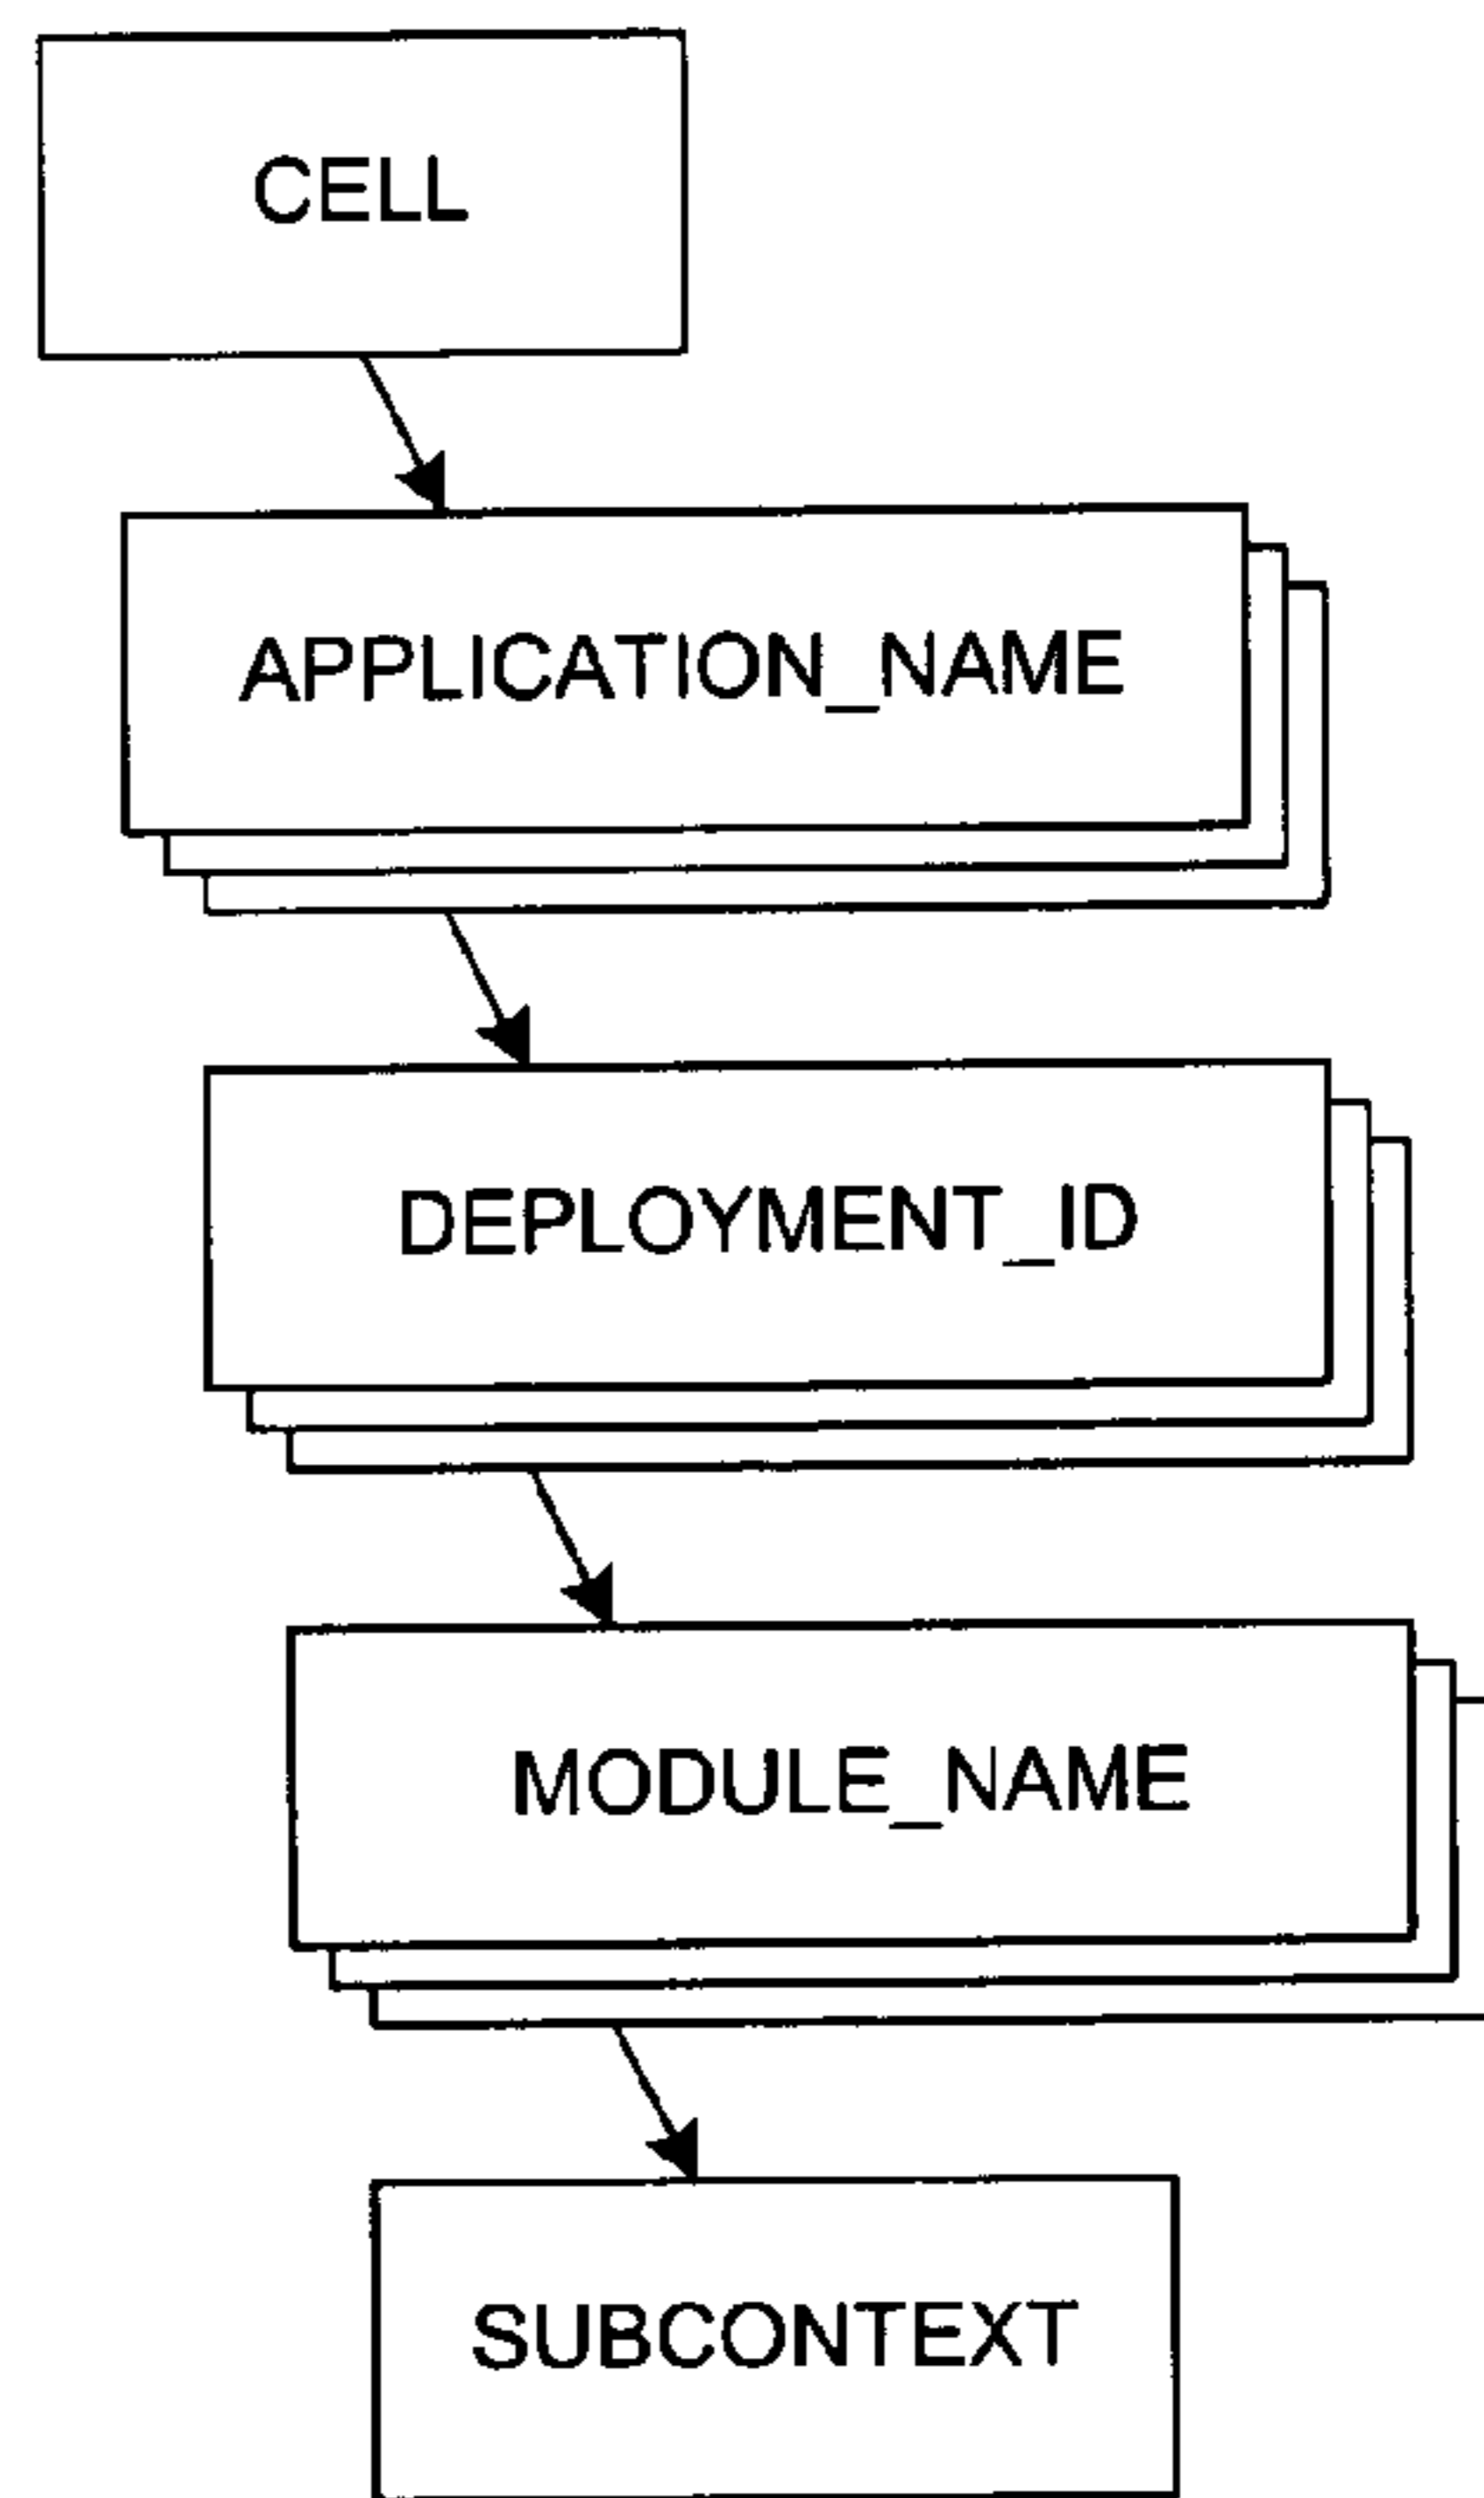 CELL
APPLICATION_NAME
DEPLOYMENT_ID
MODULE_NAME
SUBCONTEXT